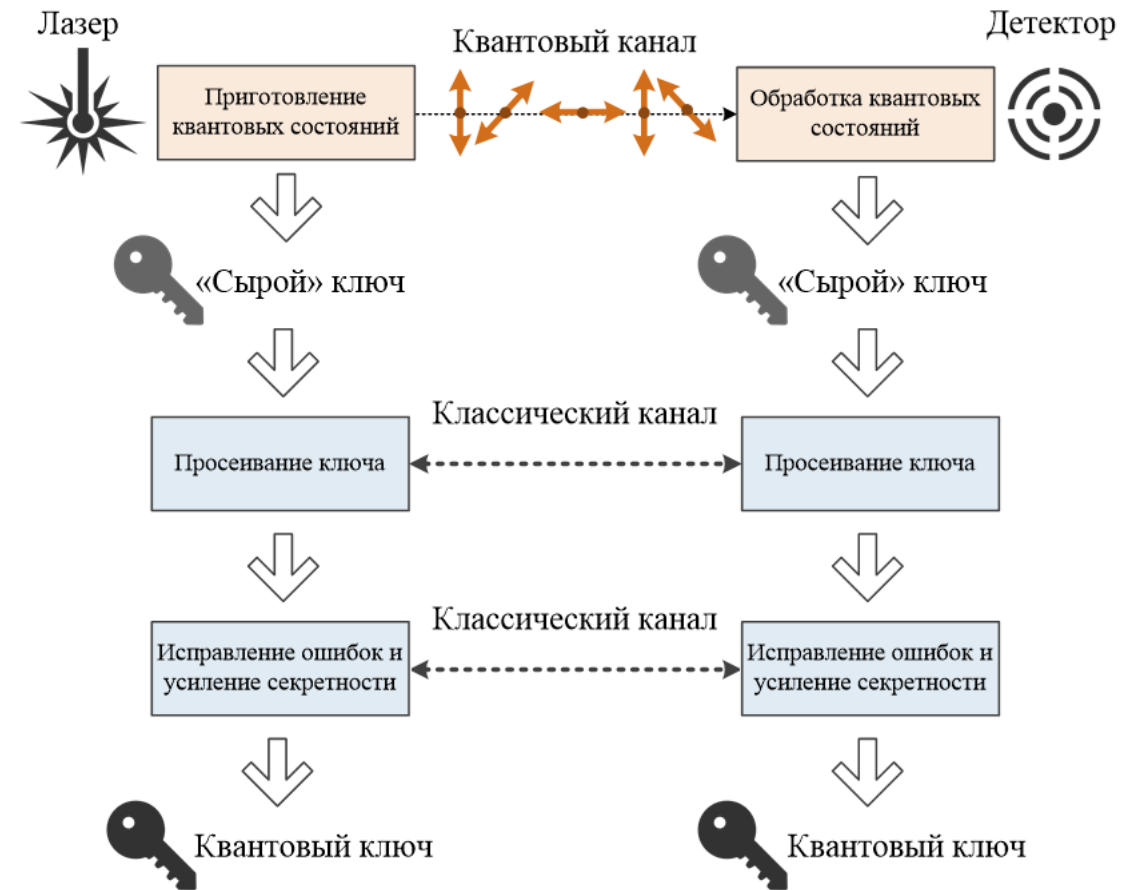 Лазер
Квантовый канал
Детектор
Приготовление
квантовых состояний
Обработка квантовых
состояний
«Сырой» ключ
«Сырой» ключ
Классический канал
Просеивание ключа
Просеивание ключа
Классический канал
Исправление ошибок и
усиление секретности
Исправление ошибок и
усиление секретности
Квантовый ключ
Квантовый ключ